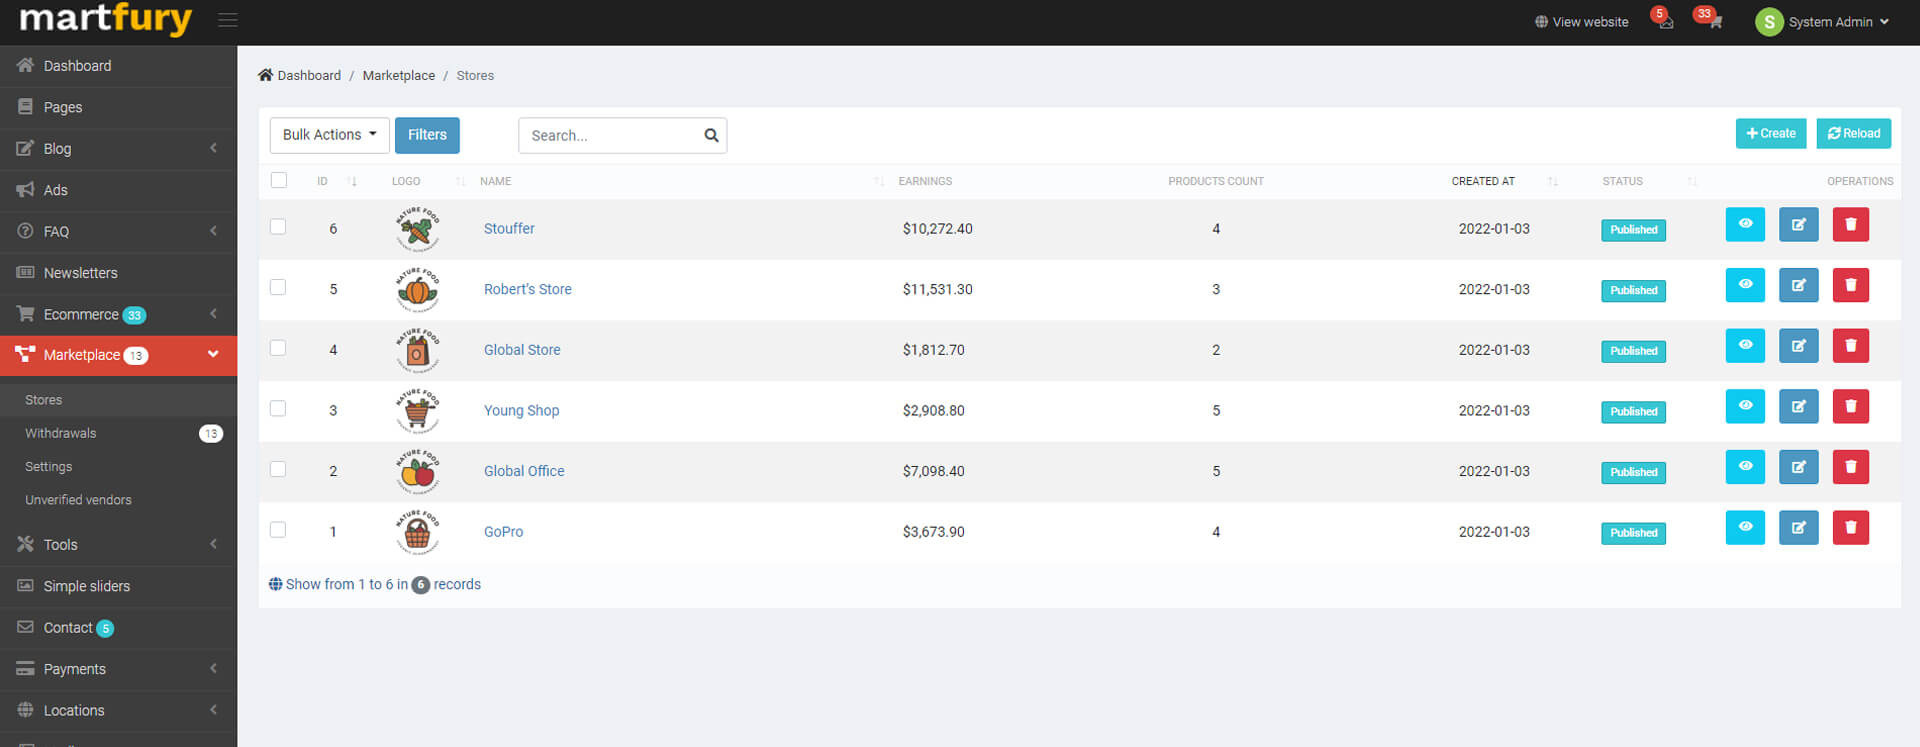 martfury
View website
5
33
S
System Admin
Dashboard
Pages
Blog
Ads
FAQ
Newsletters
Ecommerce 33
Marketplace 13
Stores
Withdrawals 13
Settings
Unverified vendors
Tools
Simple sliders
Contact 5
Payments
Locations
Dashboard / Marketplace / Stores
Bulk Actions Filters Search... Create Reload
ID LOGO NAME EARNINGS PRODUCTS COUNT CREATED AT STATUS OPERATIONS
6 NATURE FOOD Stouffer $10,272.40 4 2022-01-03 Published
5 NATURE FOOD Robert's Store $11,531.30 3 2022-01-03 Published
4 NATURE FOOD Global Store $1,812.70 2 2022-01-03 Published
3 NATURE FOOD Young Shop $2,908.80 5 2022-01-03 Published
2 NATURE FOOD Global Office $7,098.40 5 2022-01-03 Published
1 NATURE FOOD GoPro $3,673.90 4 2022-01-03 Published
Show from 1 to 6 in 6 records